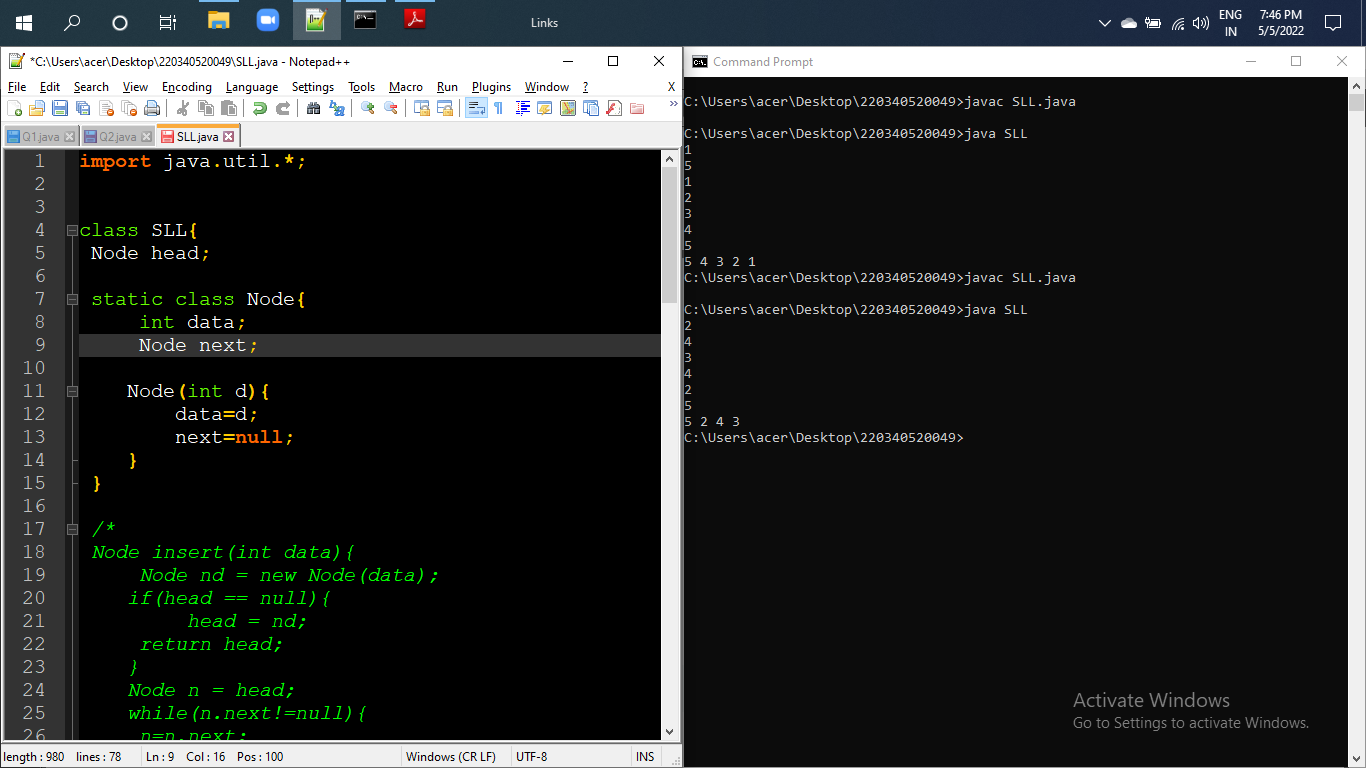 Links
ENG
IN
7:46 PM
5/5/2022
*C:\Users\acer\Desktop\220340520049\SLL.java - Notepad++
File Edit Search View Encoding Language Settings Tools Macro Run Plugins Window ? X
Q1.java Q2.java SLL.java
1 import java.util.*;
2
3
4 class SLL{
5 Node head;
6
7 static class Node{
8 int data;
9 Node next;
10
11 Node(int d){
12 data=d;
13 next=null;
14 }
15 }
16
17 /*
18 Node insert(int data){
19 Node nd = new Node(data);
20 if(head == null){
21 head = nd;
22 return head;
23 }
24 Node n = head;
25 while(n.next!=null){
26 n=n.next;
length : 980 lines : 78 Ln : 9 Col : 16 Pos : 100 Windows (CR LF) UTF-8 INS
Command Prompt
C:\Users\acer\Desktop\220340520049>javac SLL.java
C:\Users\acer\Desktop\220340520049>java SLL
1
5
1
2
3
4
5
5 4 3 2 1
C:\Users\acer\Desktop\220340520049>javac SLL.java
C:\Users\acer\Desktop\220340520049>java SLL
2
4
3
4
2
5
5 2 4 3
C:\Users\acer\Desktop\220340520049>
Activate Windows
Go to Settings to activate Windows.